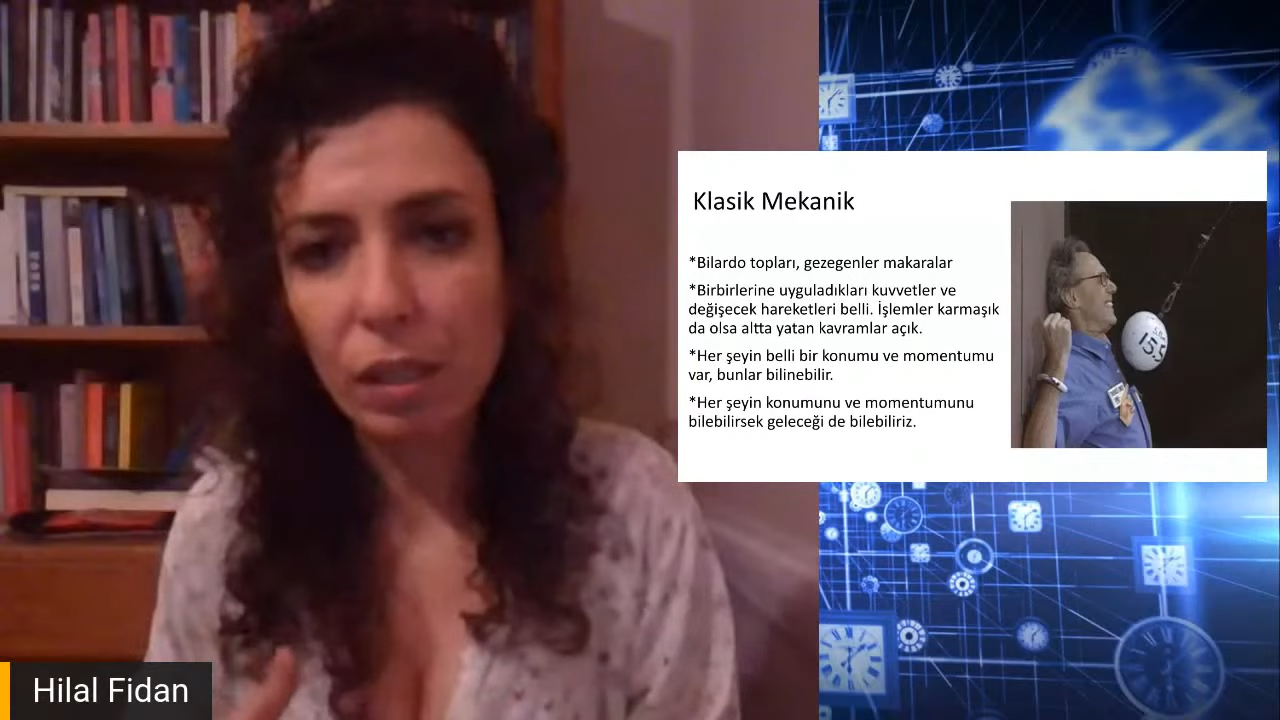 Klasik Mekanik
*Bilardo topları, gezegenler makaralar
*Birbirlerine uyguladıkları kuvvetler ve
değişecek hareketleri belli. İşlemler karmaşık
da olsa altta yatan kavramlar açık.
*Her şeyin belli bir konumu ve momentumu
var, bunlar bilinebilir.
*Her şeyin konumunu ve momentumunu
bilebilirsek geleceği de bilebiliriz.
15.5
Hilal Fidan